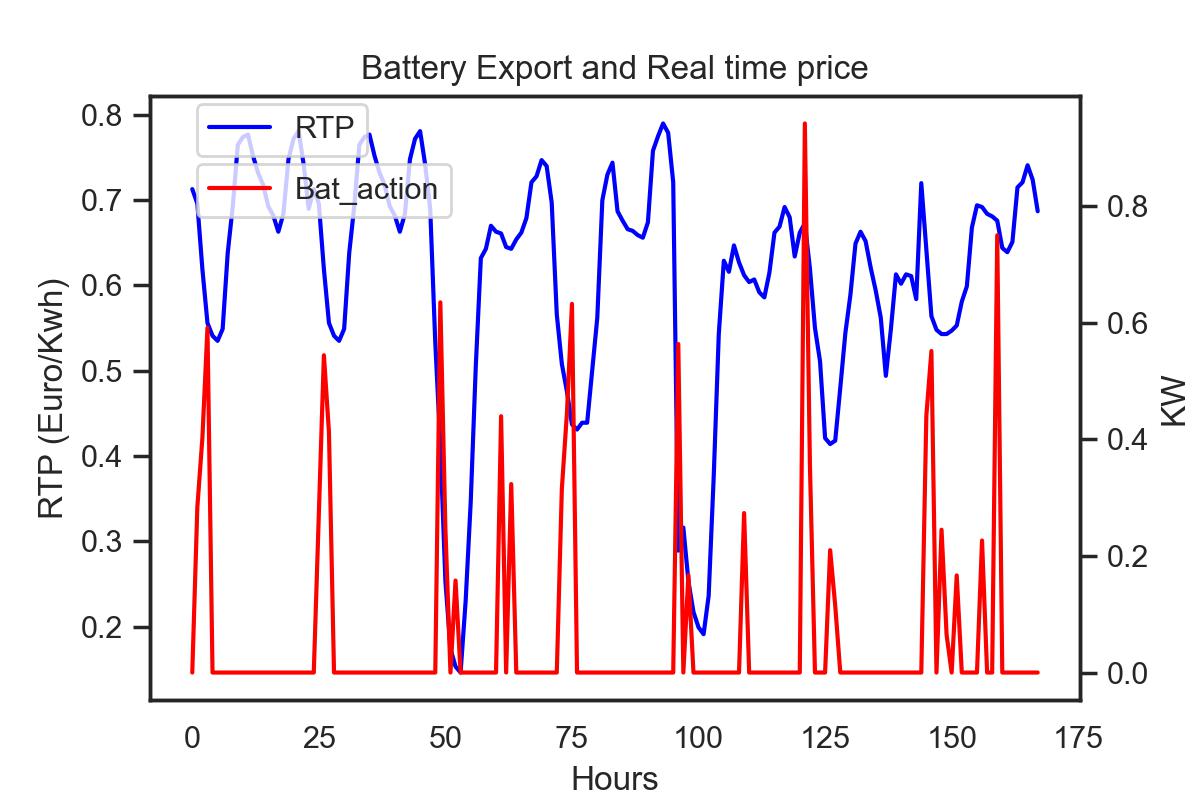 Battery Export and Real time price
RTP
Bat_action
0.8
0.7
0.6
0.5
0.4
0.3
0.2
RTP (Euro/Kwh)
0.8
0.6
0.4
0.2
0.0
KW
0 25 50 75 100 125 150 175
Hours